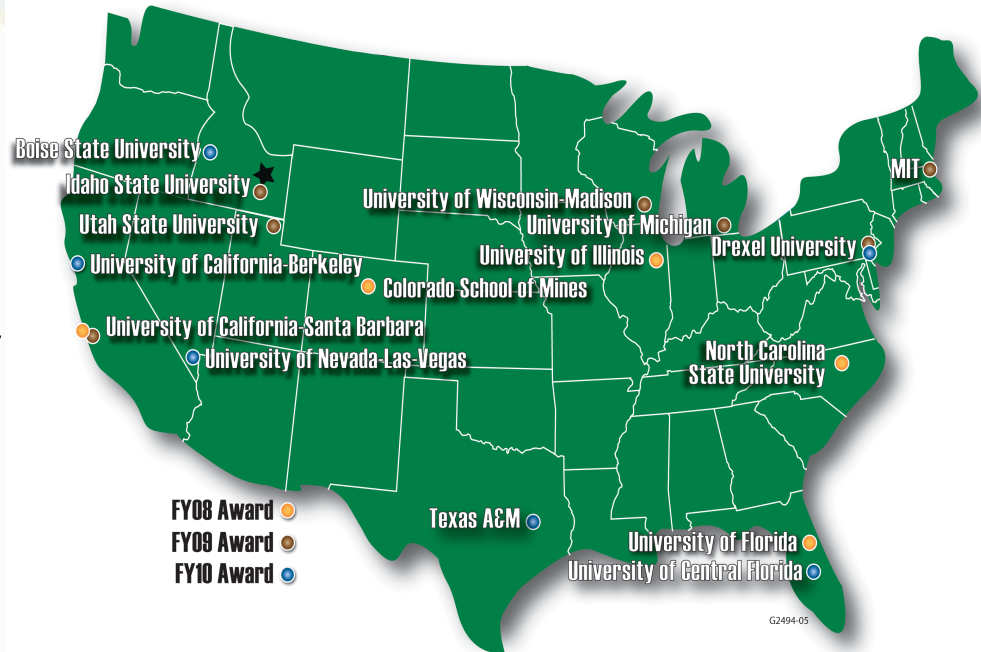 Boise State University
Idaho State University
MIT
University of Wisconsin-Madison
Utah State University
University of Michigan
Drexel University
University of Illinois
University of California-Berkeley
Colorado School of Mines
University of California-Santa Barbara
University of Nevada-Las-Vegas
North Carolina
State University
FY08 Award
Texas A&M
FY09 Award
University of Florida
FY10 Award
University of Central Florida
G2494-05